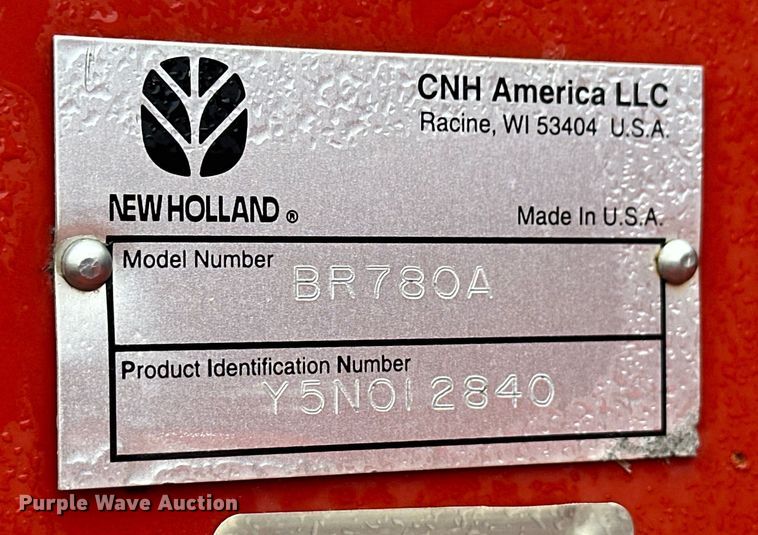 NEW HOLLAND ®
CNH America LLC
Racine, WI 53404 U.S.A.
Made In U.S.A.
Model Number
BR780A
Product Identification Number
Y5N012840
Purple Wave Auction